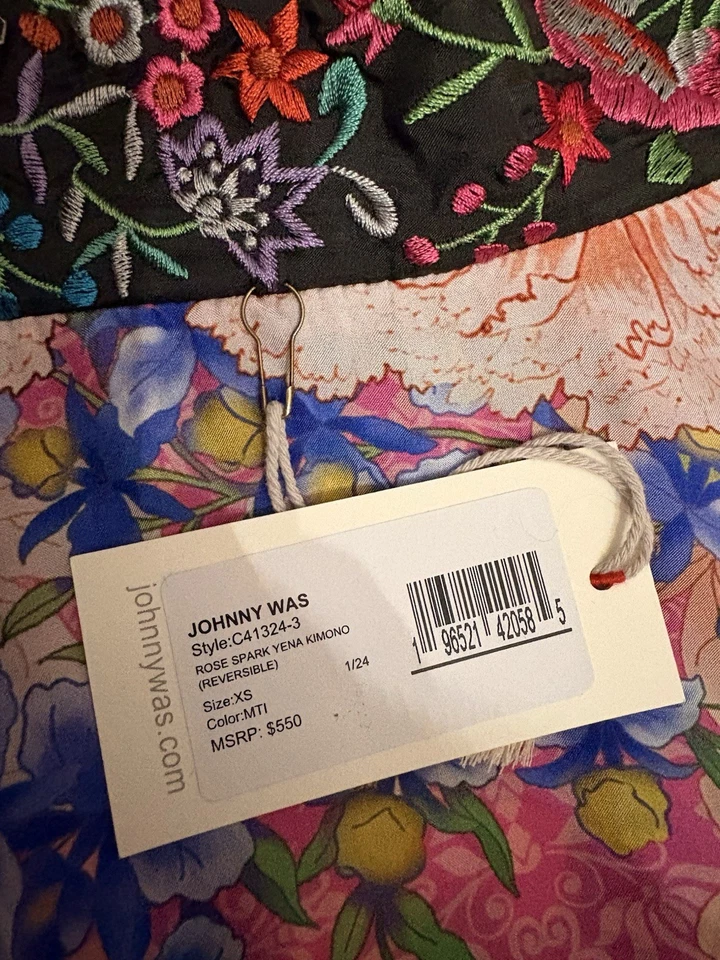 johnnywas.com
JOHNNY WAS
Style:C41324-3
ROSE SPARK YENA KIMONO
(REVERSIBLE) 1/24
Size:XS
Color:MTI
MSRP: $550
1 96521 42058 5